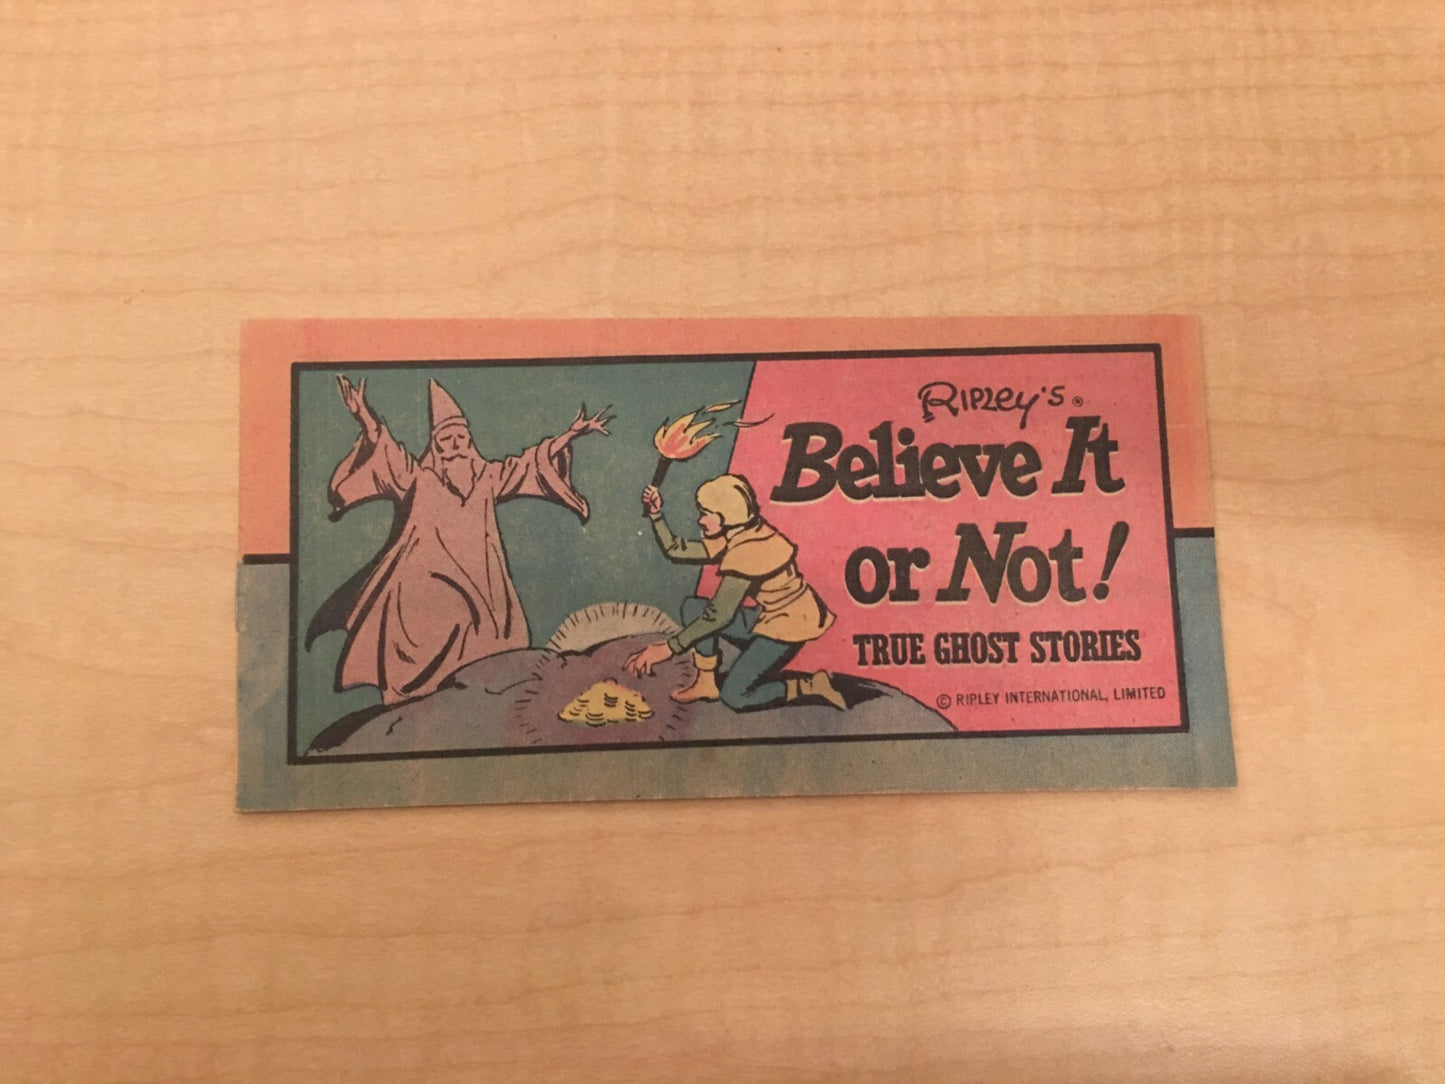 RIPLEY'S®
Believe It
or Not!
TRUE GHOST STORIES
© RIPLEY INTERNATIONAL, LIMITED